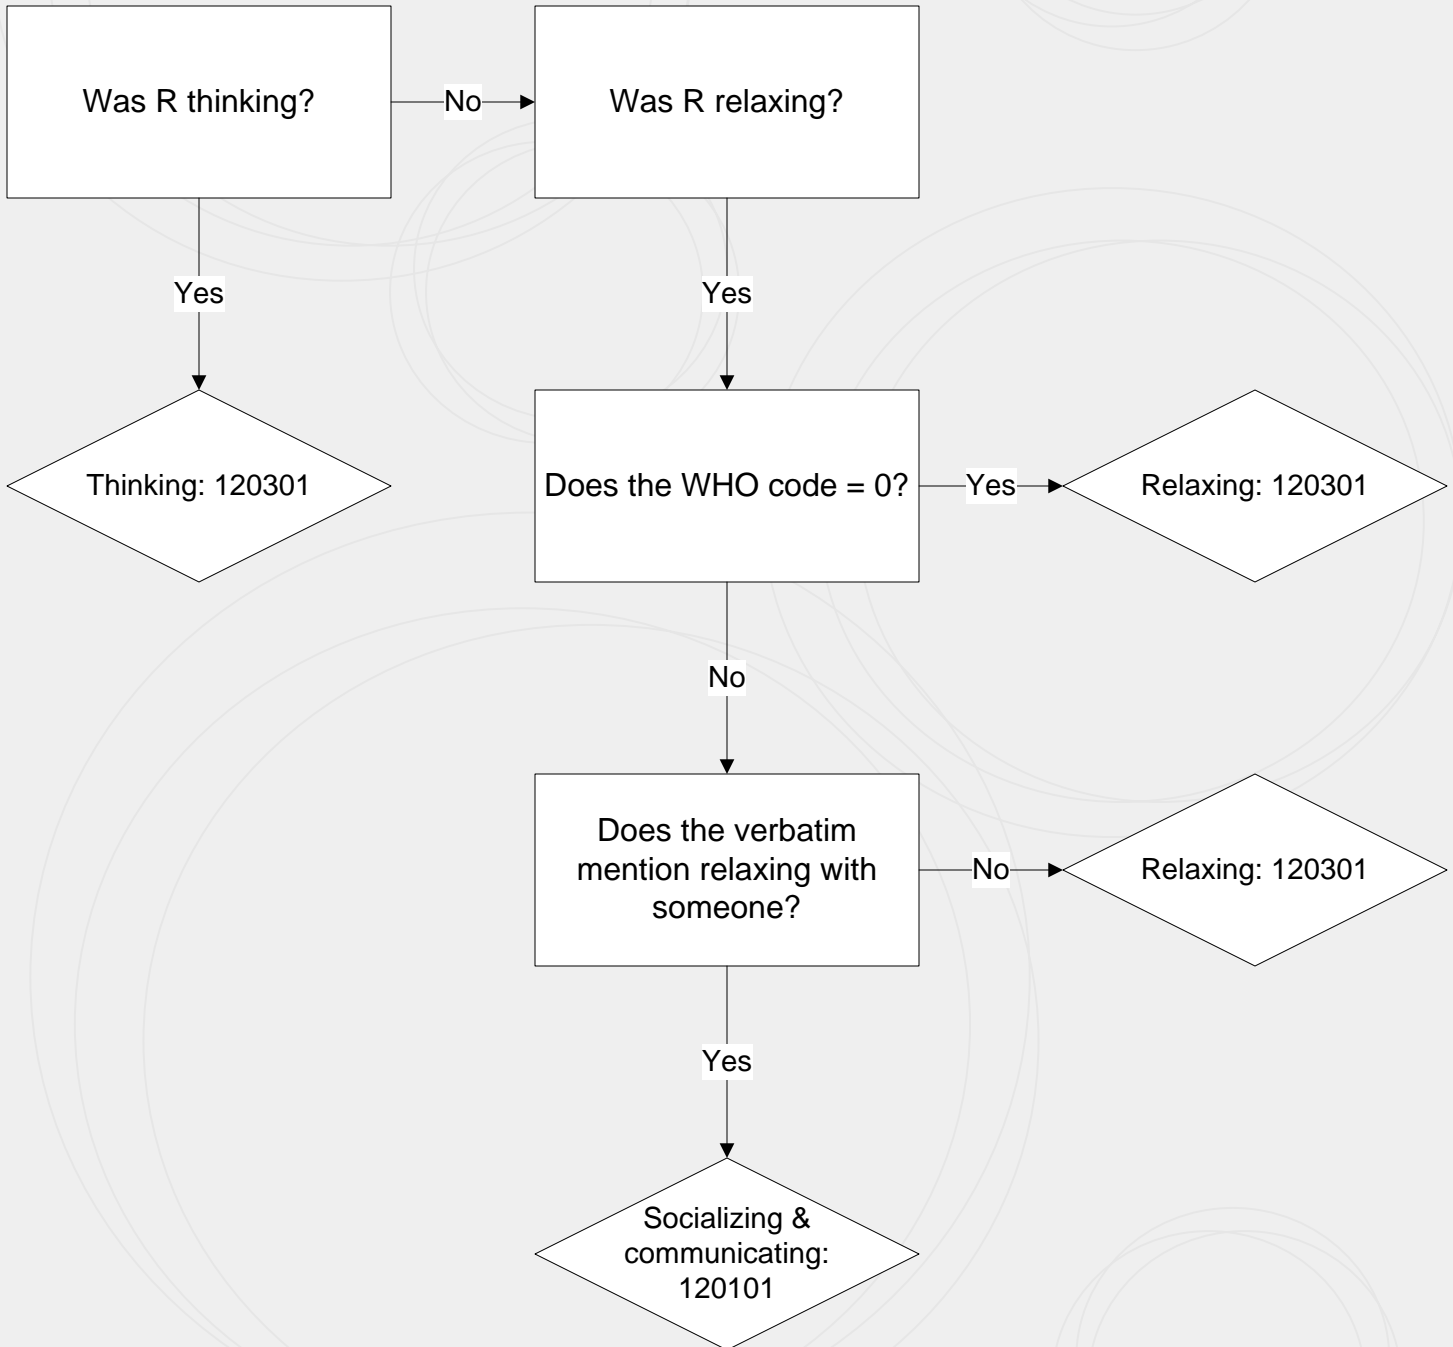 Was R thinking?
No
Was R relaxing?
Yes
Yes
Thinking: 120301
Does the WHO code = 0?
Yes
Relaxing: 120301
No
Does the verbatim
mention relaxing with
someone?
No
Relaxing: 120301
Yes
Socializing &
communicating:
120101